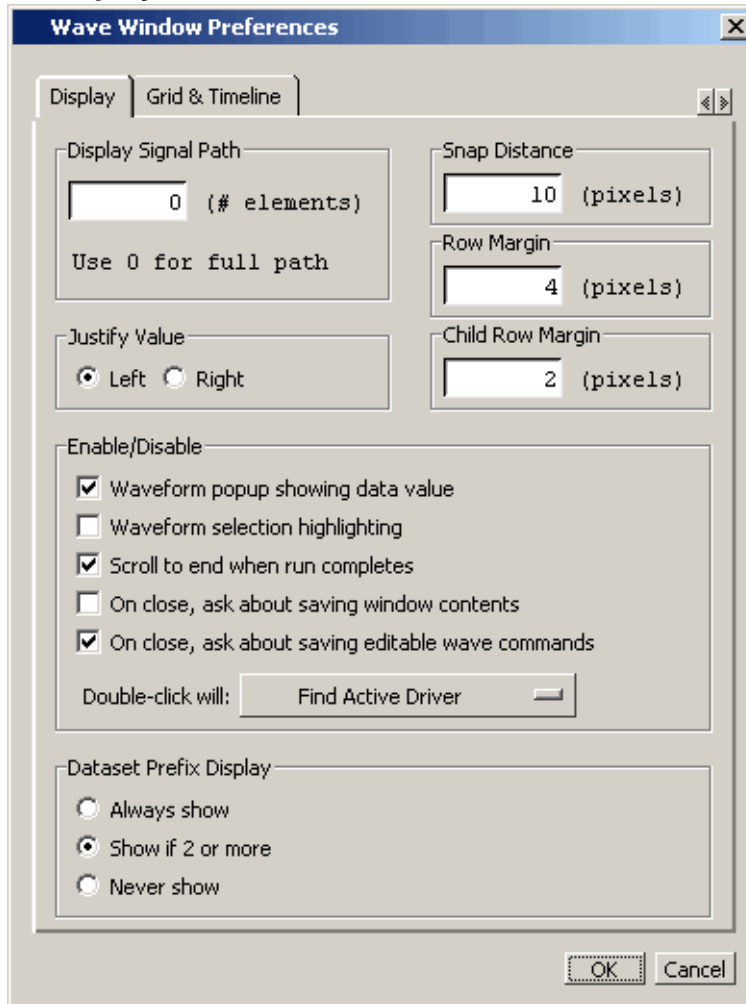 Wave Window Preferences
Display Grid & Timeline
Display Signal Path
0 (# elements)
Use 0 for full path
Snap Distance
10 (pixels)
Row Margin
4 (pixels)
Justify Value
Left Right
Child Row Margin
2 (pixels)
Enable/Disable
Waveform popup showing data value
Waveform selection highlighting
Scroll to end when run completes
On close, ask about saving window contents
On close, ask about saving editable wave commands
Double-click will: Find Active Driver
Dataset Prefix Display
Always show
Show if 2 or more
Never show
OK Cancel